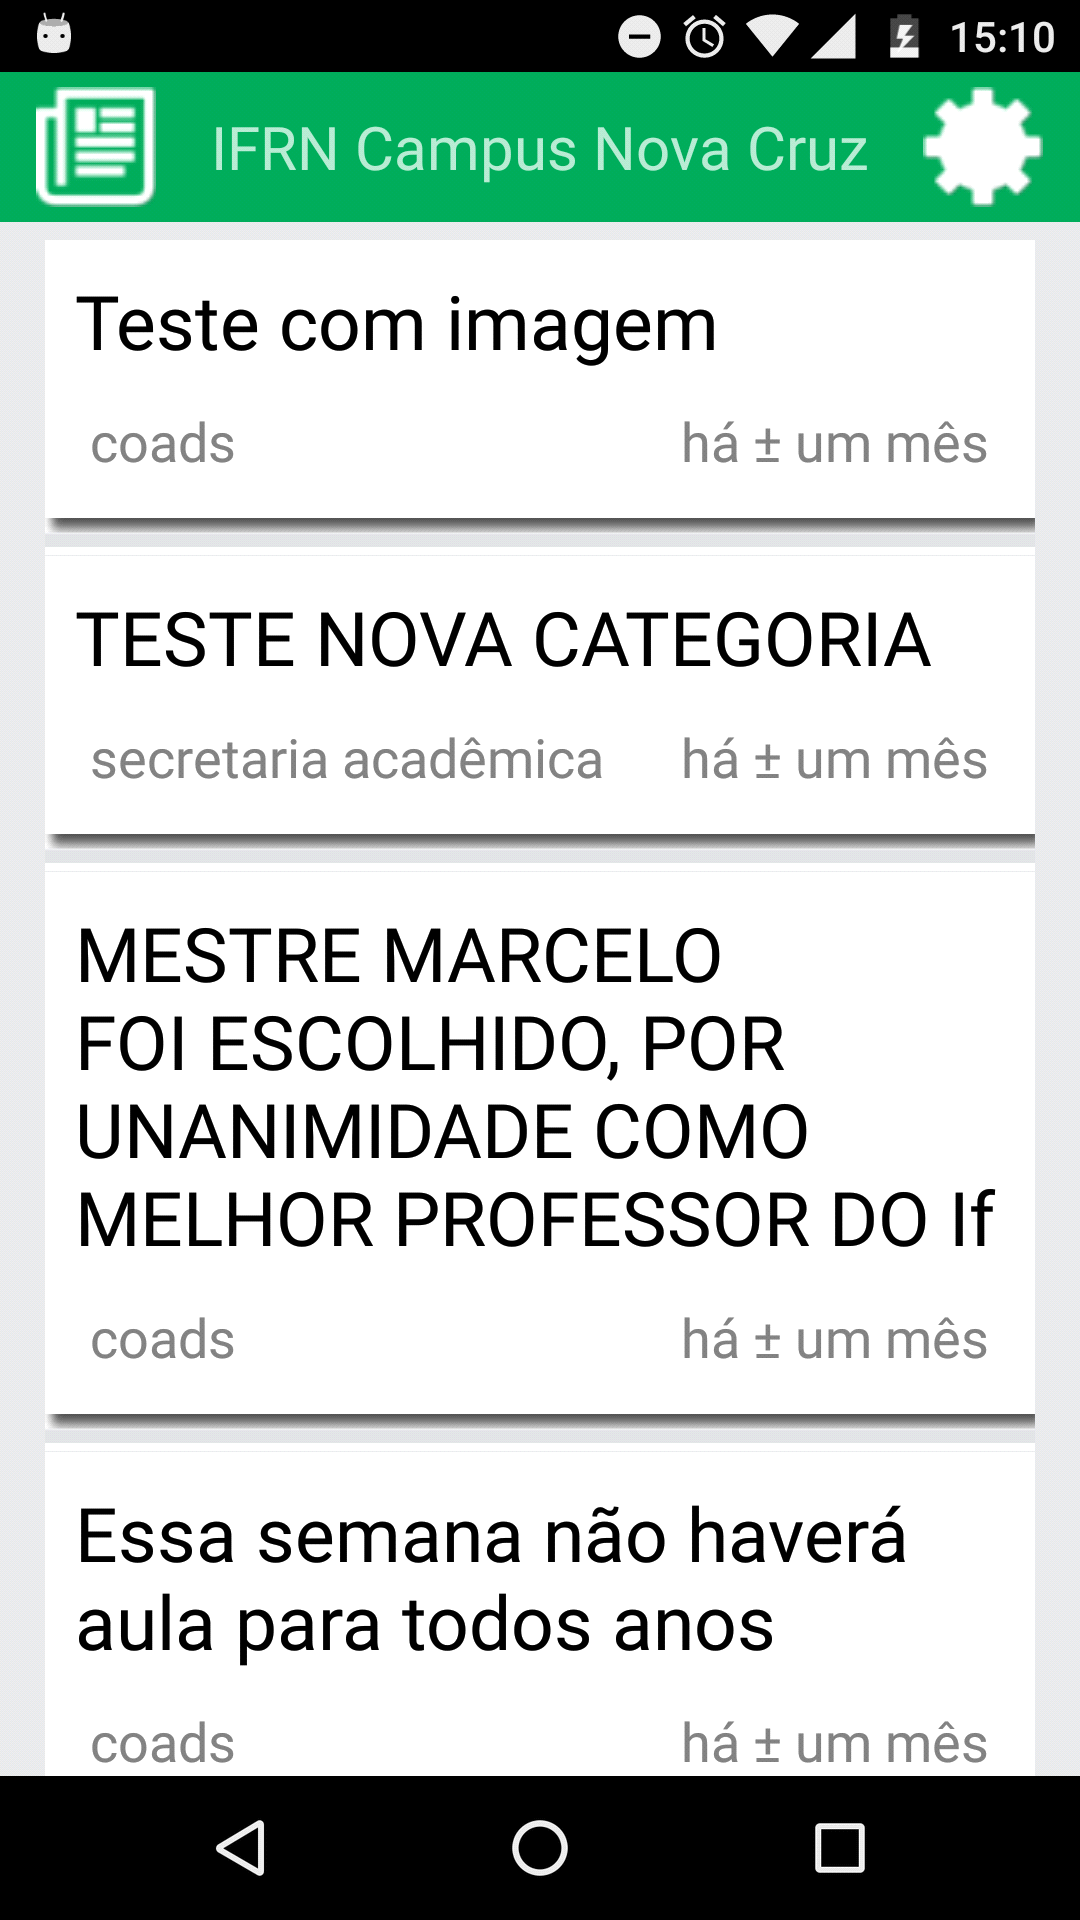 15:10
IFRN Campus Nova Cruz
Teste com imagem
coads há ± um mês
TESTE NOVA CATEGORIA
secretaria acadêmica há ± um mês
MESTRE MARCELO
FOI ESCOLHIDO, POR
UNANIMIDADE COMO
MELHOR PROFESSOR DO If
coads há ± um mês
Essa semana não haverá
aula para todos anos
coads há ± um mês